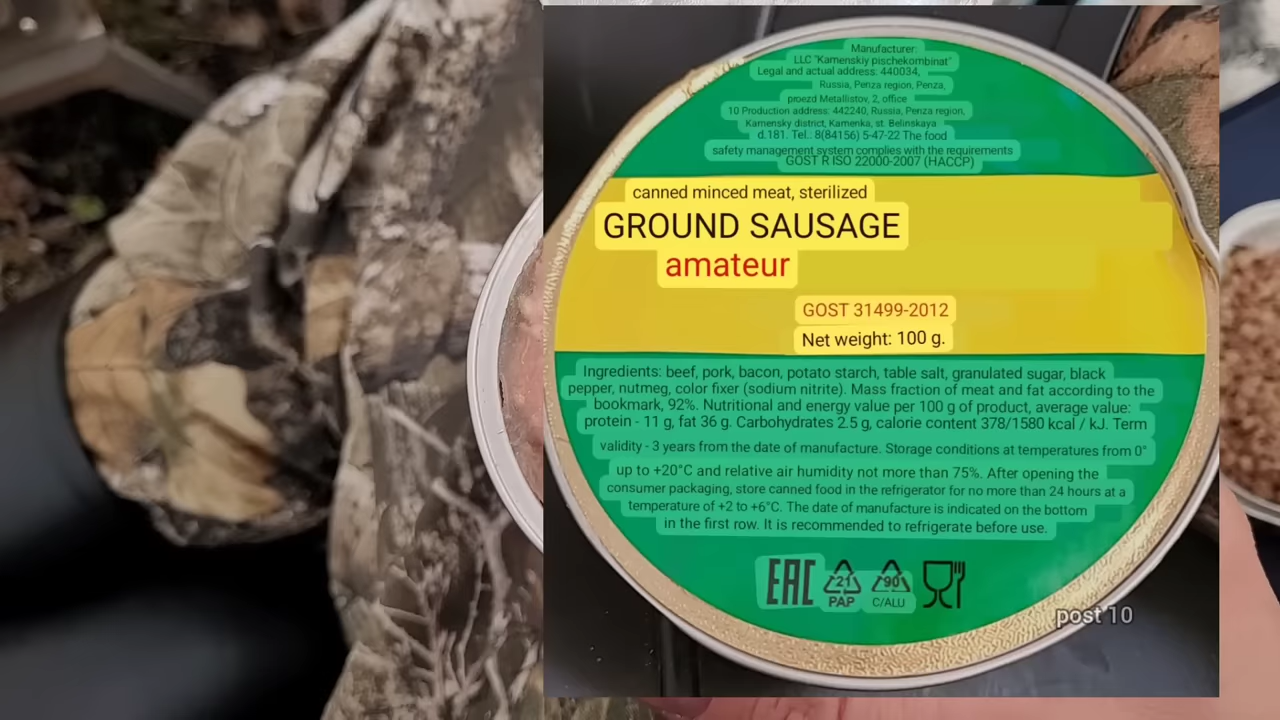 Manufacturer:
LLC "Kamenskiy pischekombinat"
Legal and actual address: 440034,
Russia, Penza region, Penza,
proezd Metallistov, 2, office
10 Production address: 442240, Russia, Penza region,
Kamensky district, Kamenka, st. Belinskaya
d.181. Tel.. 8(84156) 5-47-22 The food
safety management system complies with the requirements
GOST R ISO 22000-2007 (HACCP)
canned minced meat, sterilized
GROUND SAUSAGE
amateur
GOST 31499-2012
Net weight: 100 g.
Ingredients: beef, pork, bacon, potato starch, table salt, granulated sugar, black
pepper, nutmeg, color fixer (sodium nitrite). Mass fraction of meat and fat according to the
bookmark, 92%. Nutritional and energy value per 100 g of product, average value:
protein - 11 g, fat 36 g. Carbohydrates 2.5 g, calorie content 378/1580 kcal / kJ. Term
validity - 3 years from the date of manufacture. Storage conditions at temperatures from 0°
up to +20°C and relative air humidity not more than 75%. After opening the
consumer packaging, store canned food in the refrigerator for no more than 24 hours at a
temperature of +2 to +6°C. The date of manufacture is indicated on the bottom
in the first row. It is recommended to refrigerate before use.
EAC
21
PAP
90
C/ALU
post 10